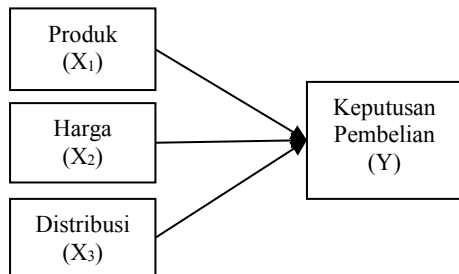 Produk
(X₁)
Harga
(X₂)
Distribusi
(X₃)
Keputusan
Pembelian
(Y)